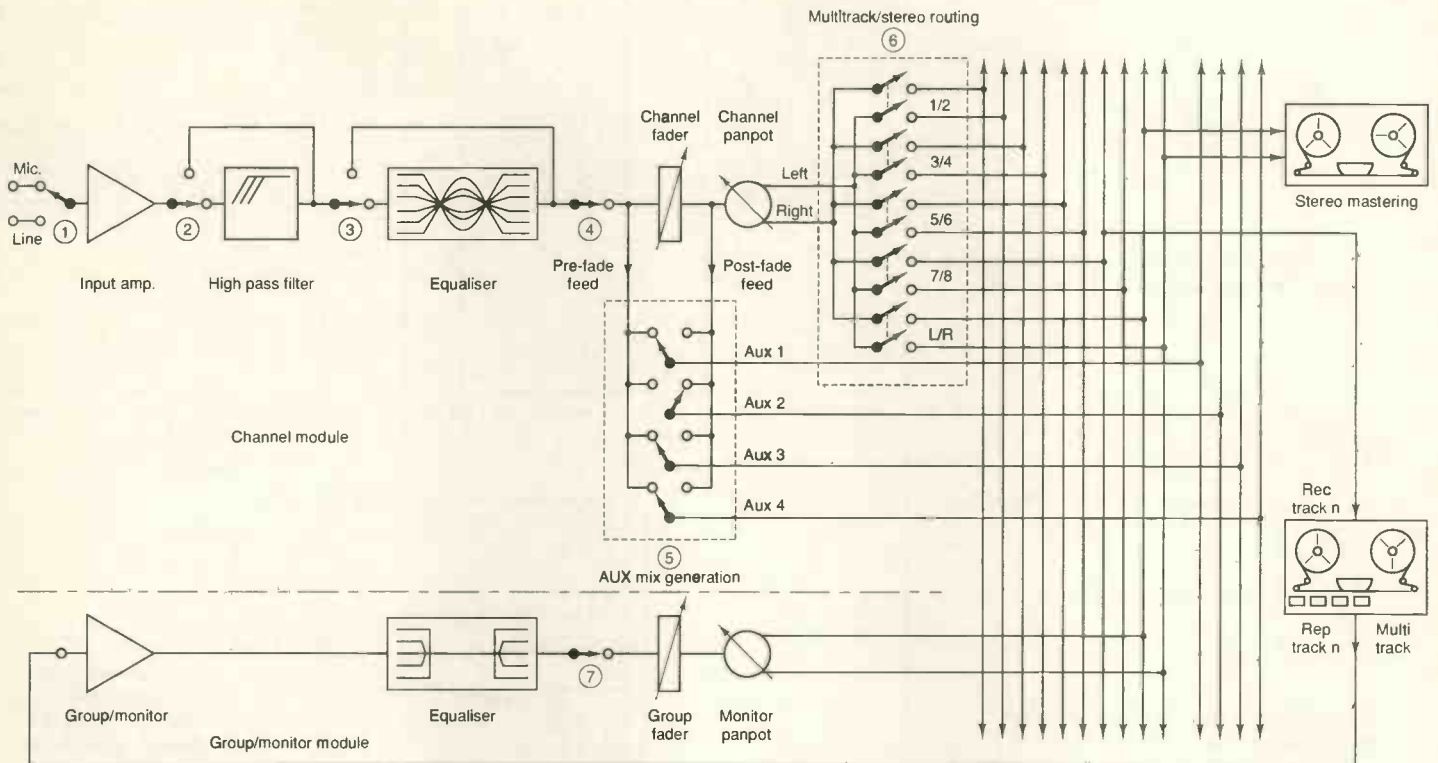 Multitrack/stereo routing
6
Mic.
Line
1
Input amp.
2
High pass filter
3
Equaliser
4
Channel
fader
Channel
panpot
Left
Right
1/2
3/4
5/6
7/8
L/R
Stereo mastering
Pre-fade
feed
Post-fade
feed
Aux 1
Aux 2
Aux 3
Aux 4
5
AUX mix generation
Channel module
Rec
track n
Rep
track n
Multi
track
Group/monitor
Equaliser
7
Group
fader
Monitor
panpot
Group/monitor module